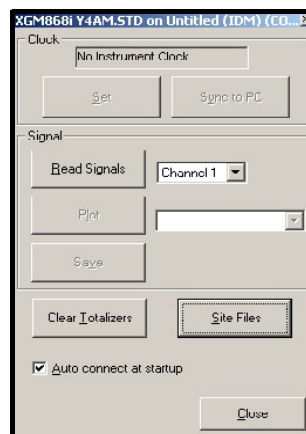 XGM868i Y4AM.STD on Untitled (IDM) (CO...
Clock
No Instrument Clock
Set
Sync to PC
Signal
Read Signals
Channel 1
Plot
Save
Clear Totalizers
Site Files
Auto connect at startup
Close